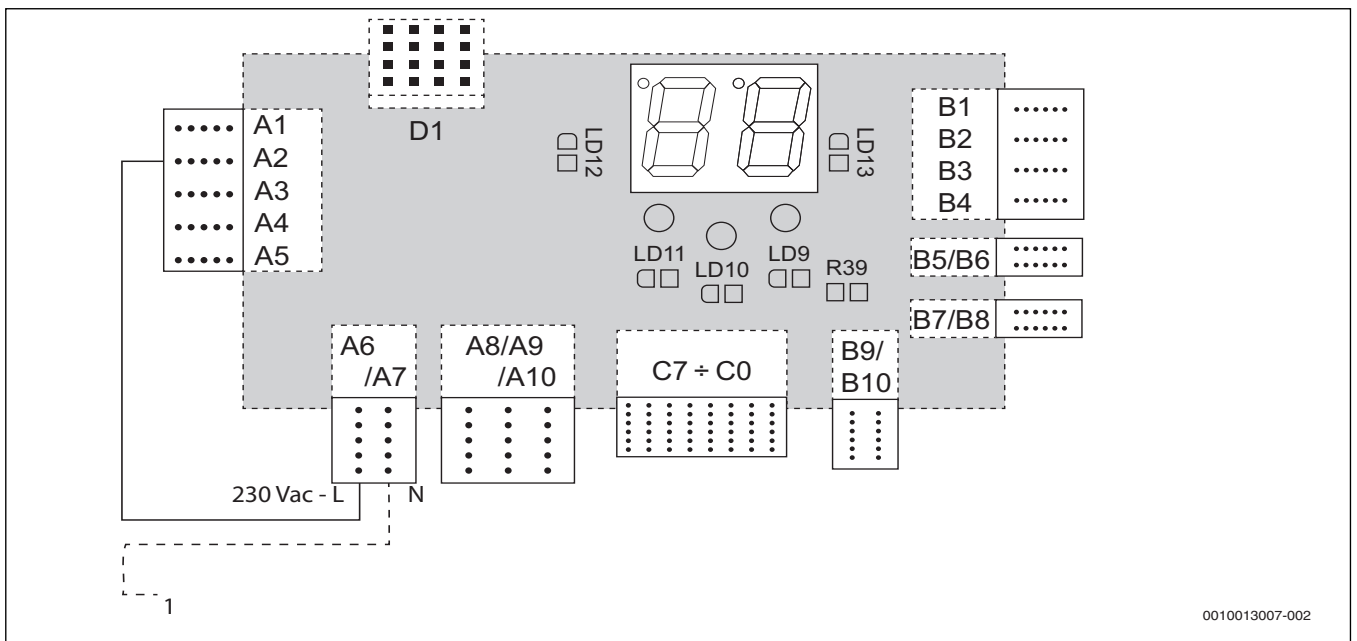 A1
A2
A3
A4
A5
D1
LD12
LD13
LD11
LD10
LD9
R39
B1
B2
B3
B4
B5/B6
B7/B8
A6
/A7
A8/A9
/A10
C7 ÷ C0
B9/
B10
230 Vac - L
N
1
0010013007-002